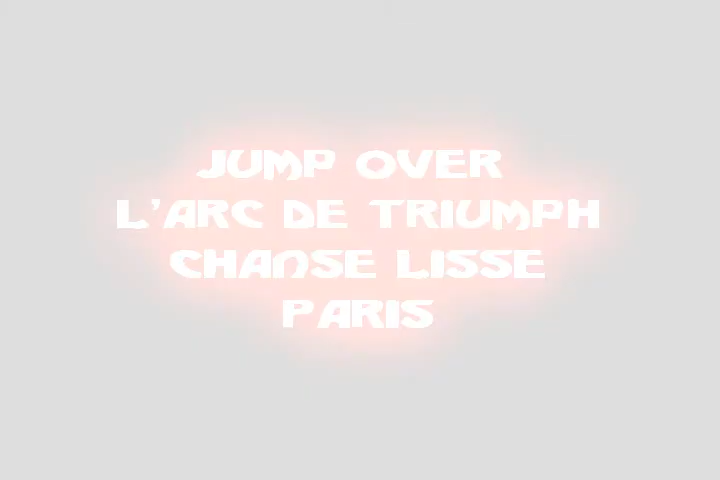 JUMP OVER
L'ARC DE TRIUMPH
CHANSE LISSE
PARIS